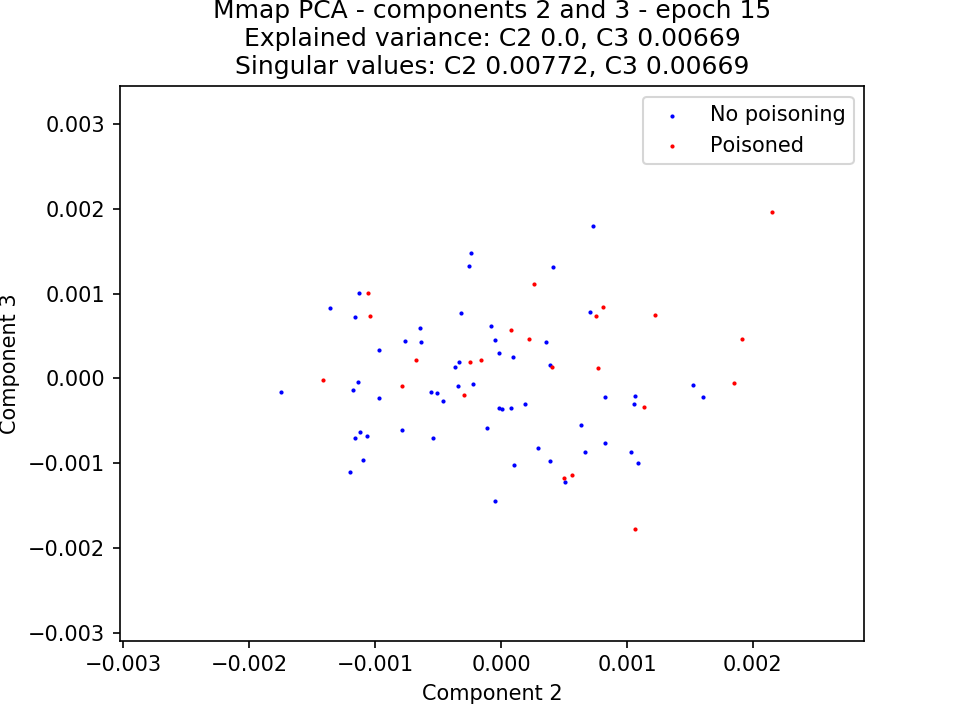 Mmap PCA - components 2 and 3 - epoch 15
Explained variance: C2 0.0, C3 0.00669
Singular values: C2 0.00772, C3 0.00669
No poisoning
Poisoned
0.003
0.002
0.001
0.000
−0.001
−0.002
−0.003
Component 3
−0.003 −0.002 −0.001 0.000 0.001 0.002
Component 2